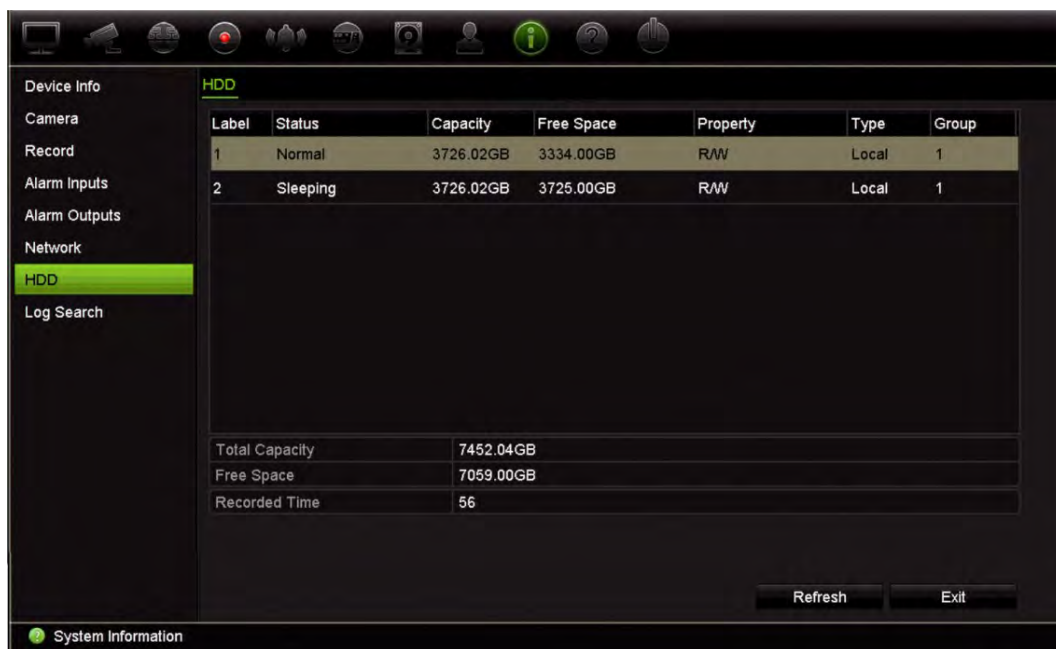 Device Info
Camera
Record
Alarm Inputs
Alarm Outputs
Network
HDD
Log Search
HDD
Label Status Capacity Free Space Property Type Group
1 Normal 3726.02GB 3334.00GB R/W Local 1
2 Sleeping 3726.02GB 3725.00GB R/W Local 1
Total Capacity 7452.04GB
Free Space 7059.00GB
Recorded Time 56
Refresh Exit
? System Information